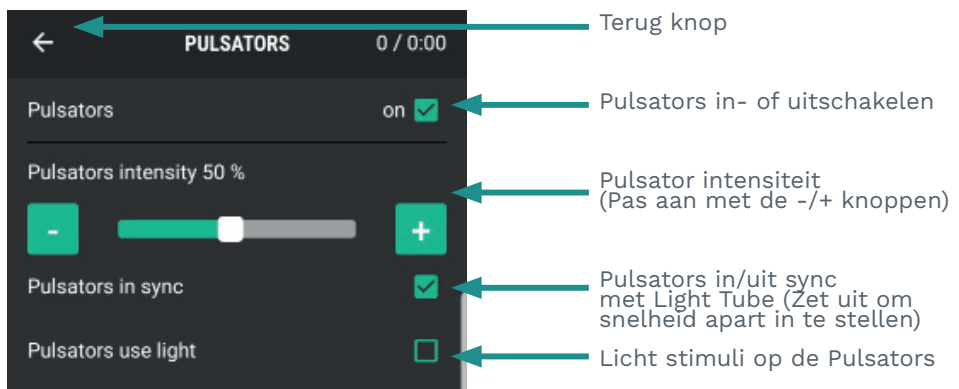 Terug knop
PULSATORS 0 / 0:00
Pulsators on
Pulsators in- of uitschakelen
Pulsators intensity 50 %
- +
Pulsator intensiteit
(Pas aan met de -/+ knoppen)
Pulsators in sync
Pulsators in/uit sync
met Light Tube (Zet uit om
snelheid apart in te stellen)
Pulsators use light
Licht stimuli op de Pulsators